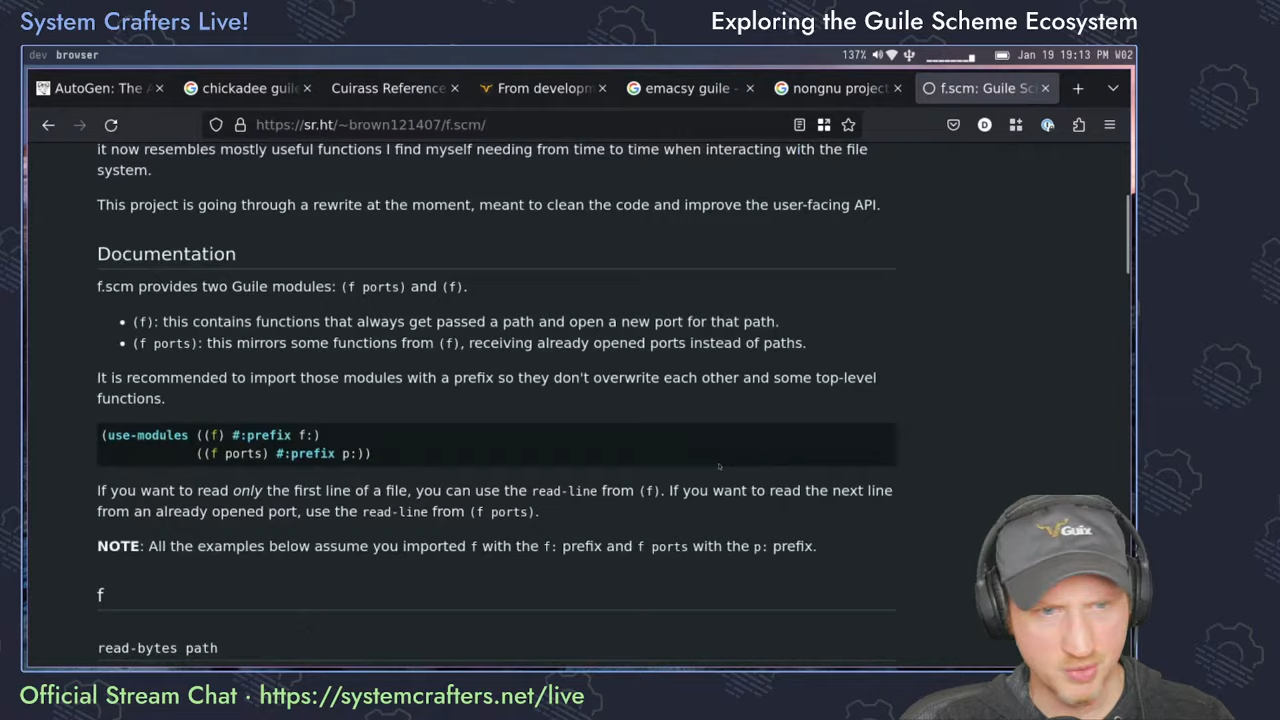 System Crafters Live!
Exploring the Guile Scheme Ecosystem
dev browser
137%
Jan 19 19:13 PM W02
AutoGen: The A
chickadee guile
Cuirass Reference
From developm
emacsy guile -
nongnu project
f.scm: Guile Sc
https://sr.ht/~brown121407/f.scm/
D
it now resembles mostly useful functions I find myself needing from time to time when interacting with the file
system.
This project is going through a rewrite at the moment, meant to clean the code and improve the user-facing API.
Documentation
f.scm provides two Guile modules: (f ports) and (f).
• (f): this contains functions that always get passed a path and open a new port for that path.
• (f ports): this mirrors some functions from (f), receiving already opened ports instead of paths.
It is recommended to import those modules with a prefix so they don't overwrite each other and some top-level
functions.
(use-modules ((f) #:prefix f:)
((f ports) #:prefix p:))
If you want to read only the first line of a file, you can use the read-line from (f). If you want to read the next line
from an already opened port, use the read-line from (f ports).
NOTE: All the examples below assume you imported f with the f: prefix and f ports with the p: prefix.
f
read-bytes path
Guix
Official Stream Chat · https://systemcrafters.net/live